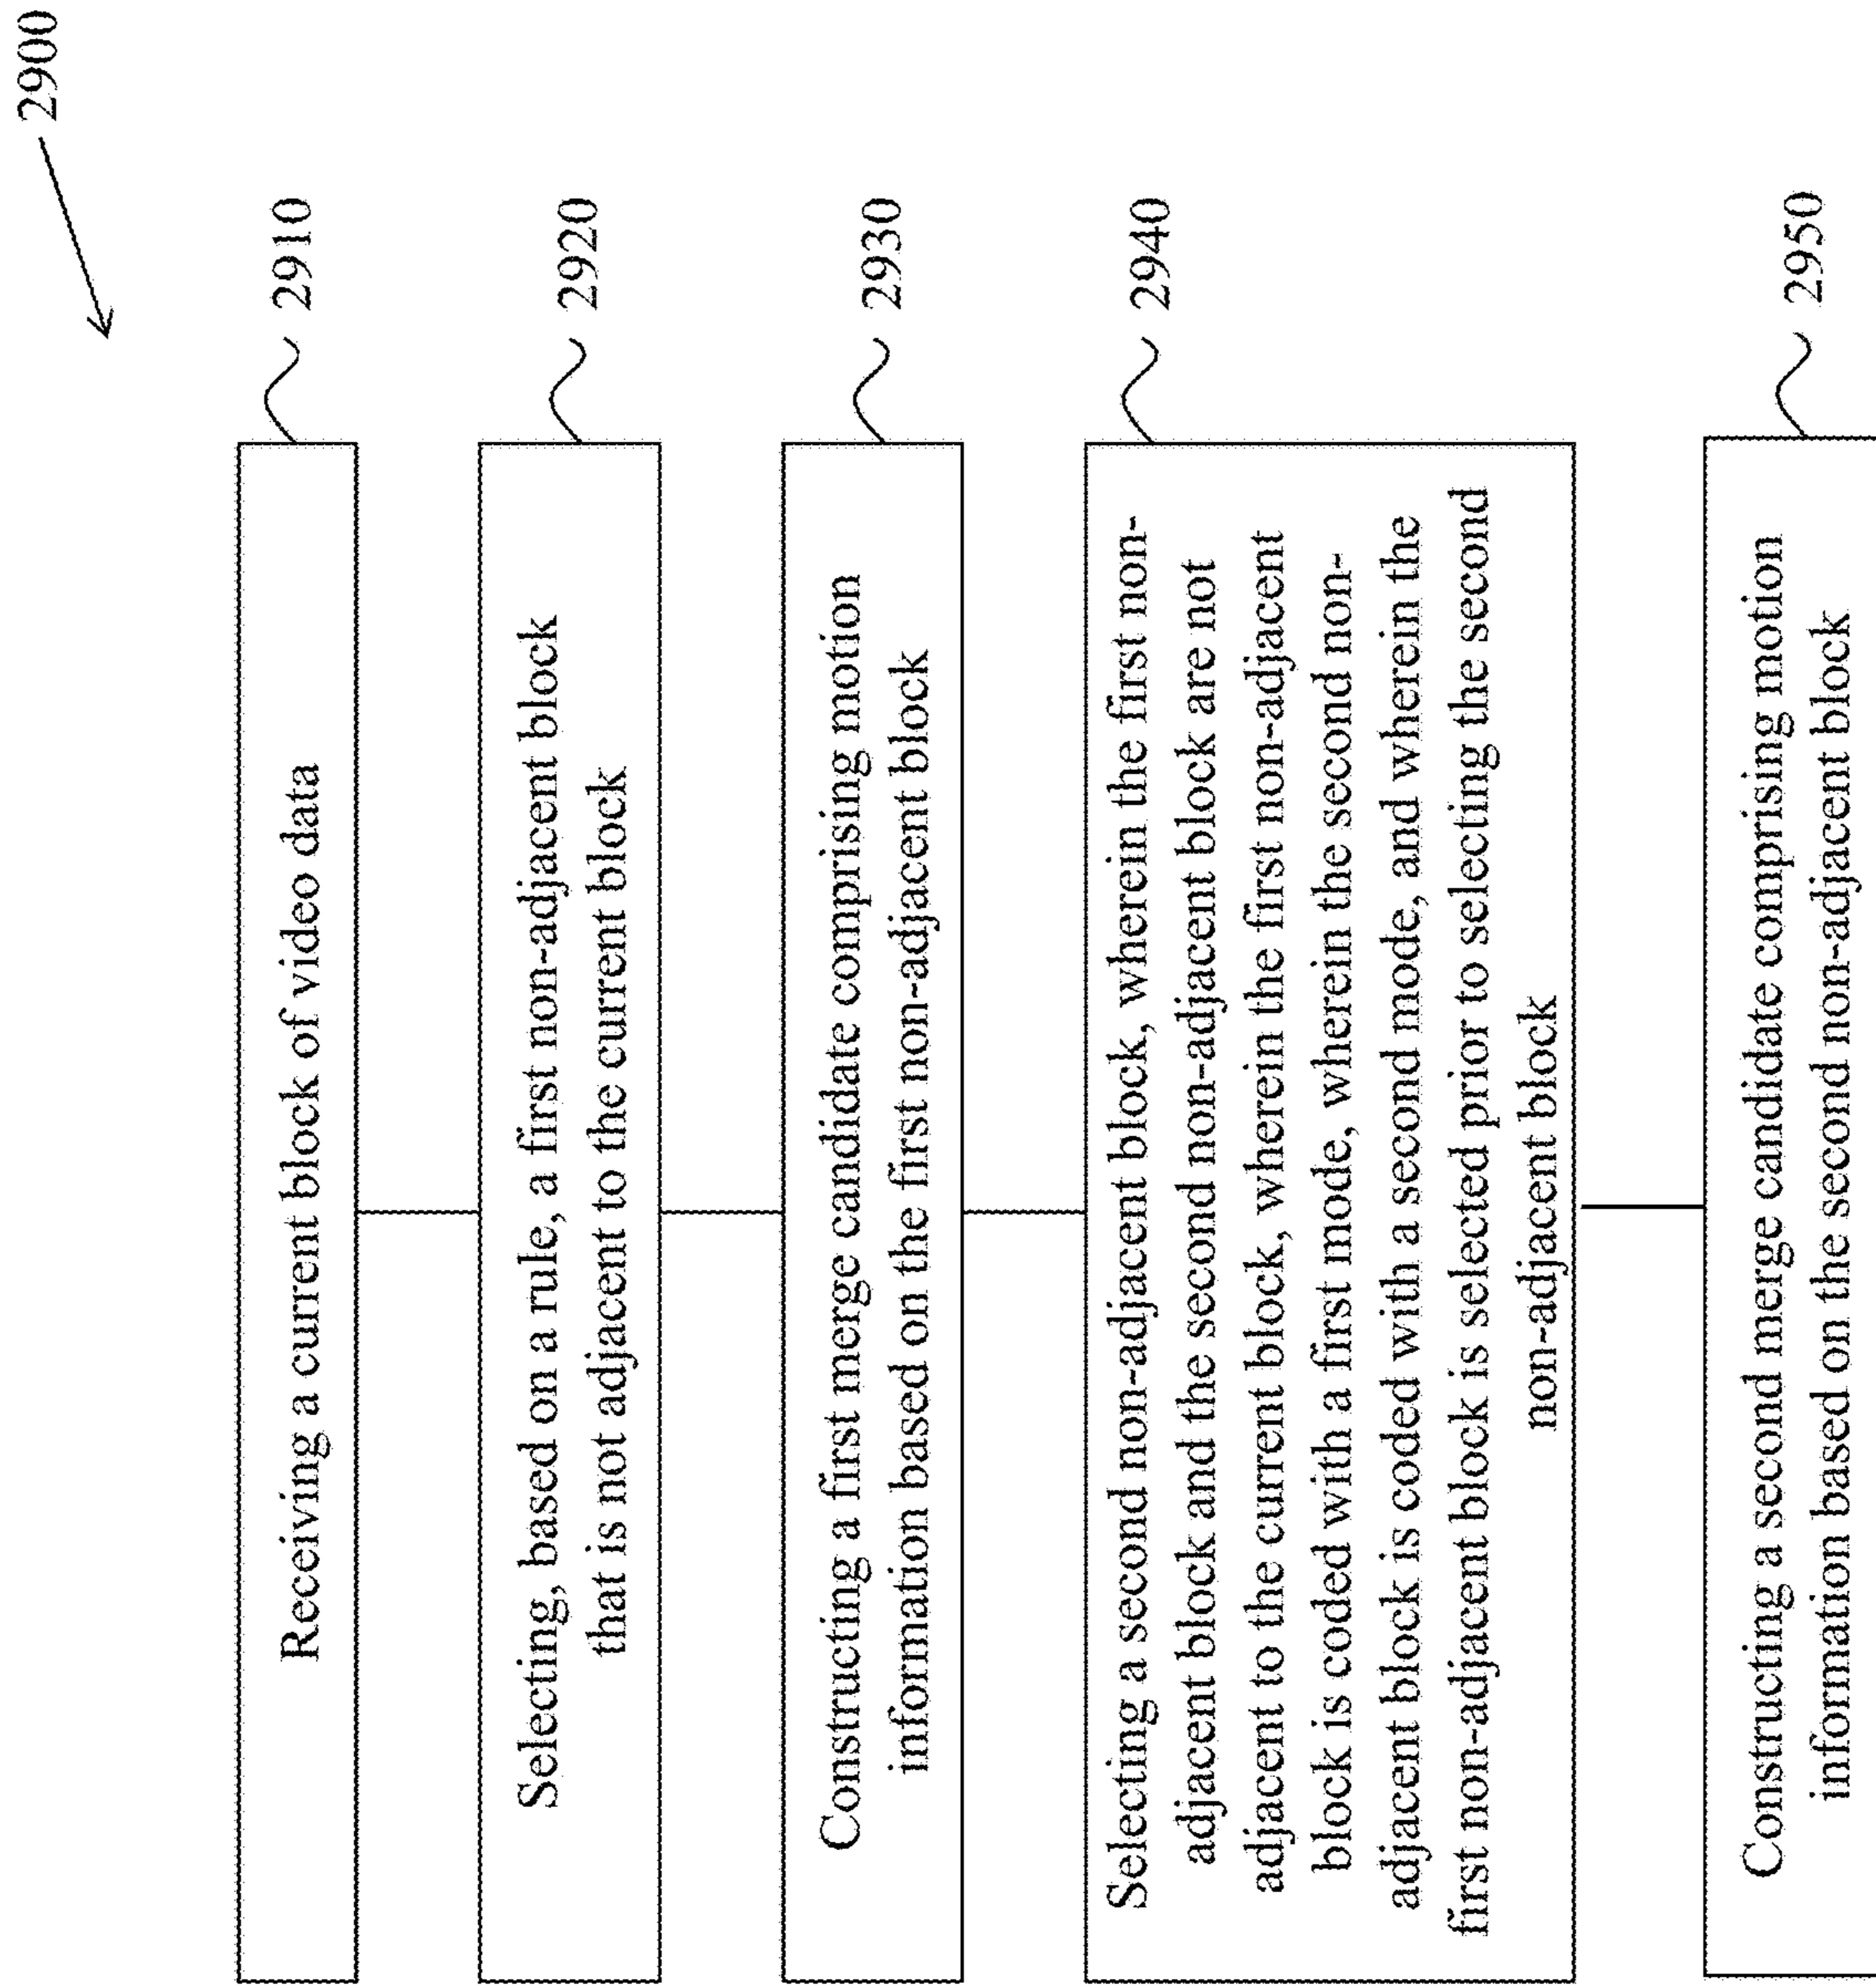 2900
Receiving a current block of video data
2910
Selecting, based on a rule, a first non-adjacent block
that is not adjacent to the current block
2920
Constructing a first merge candidate comprising motion
information based on the first non-adjacent block
2930
Selecting a second non-adjacent block, wherein the first non-
adjacent block and the second non-adjacent block are not
adjacent to the current block, wherein the first non-adjacent
block is coded with a first mode, wherein the second non-
adjacent block is coded with a second mode, and wherein the
first non-adjacent block is selected prior to selecting the second
non-adjacent block
2940
Constructing a second merge candidate comprising motion
information based on the second non-adjacent block
2950